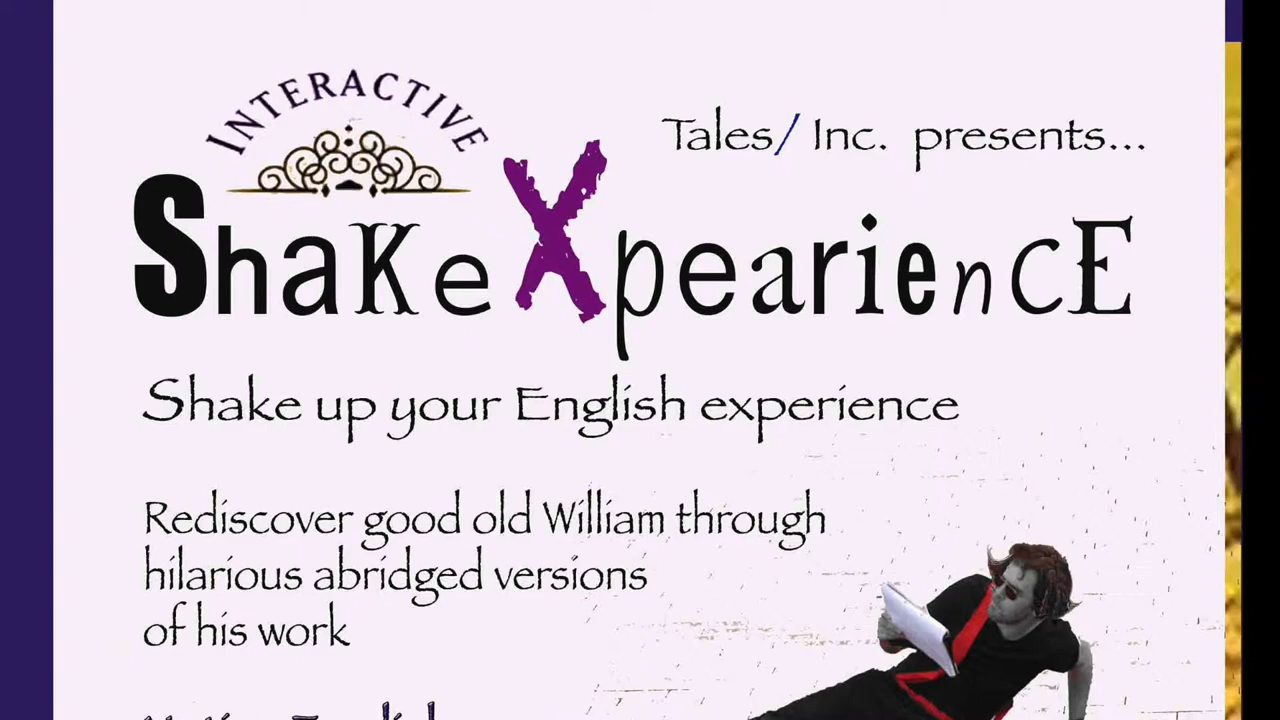 INTERACTIVE
Tales/ Inc. presents...
ShaKeXpearienCE
Shake up your English experience
Rediscover good old William through
hilarious abridged versions
of his work